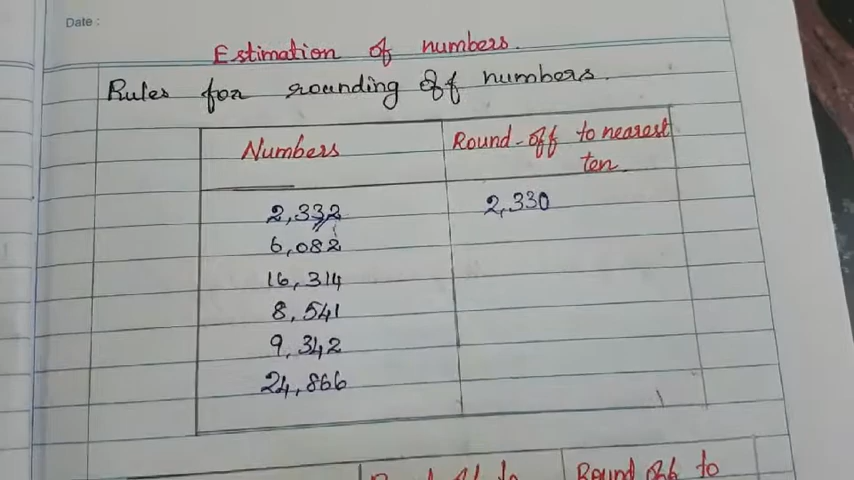 Date :
Estimation of numbers.
Rules for rounding off numbers.
Numbers Round-off to nearest ten.
2,332 2,330
6,082
16,314
8,541
9,342
24,866
Round off to